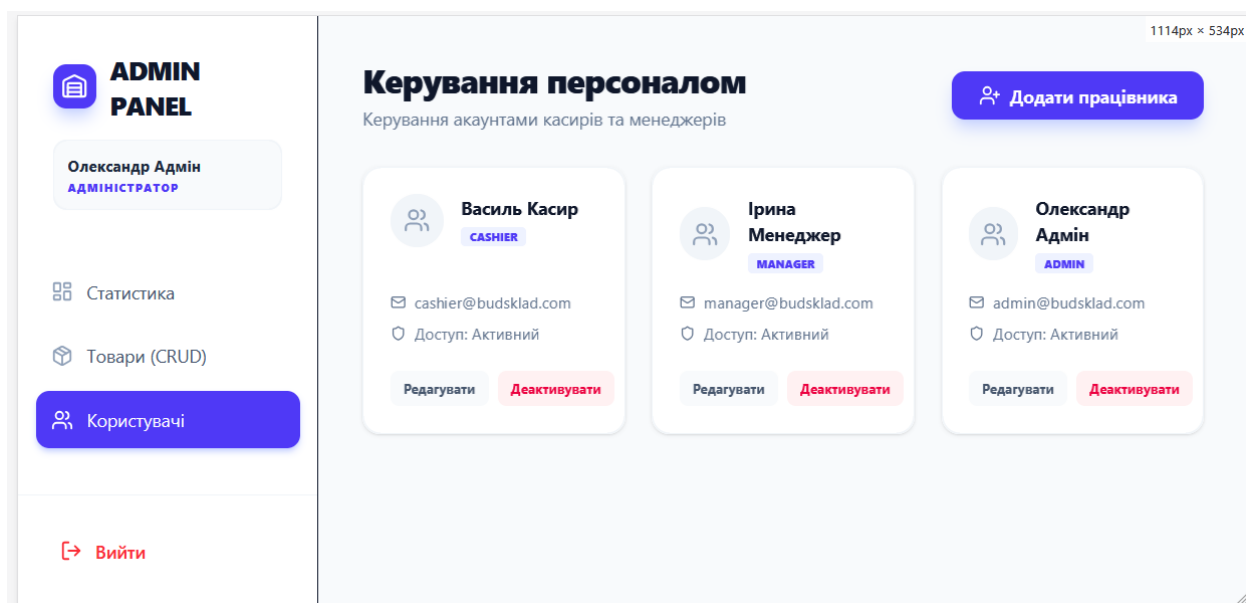 1114px × 534px
ADMIN
PANEL
Олександр Адмін
АДМІНІСТРАТОР
Статистика
Товари (CRUD)
Користувачі
Вийти
Керування персоналом
Керування акаунтами касирів та менеджерів
Додати працівника
Василь Касир
CASHIER
cashier@budsklad.com
Доступ: Активний
Редагувати Деактивувати
Ірина
Менеджер
MANAGER
manager@budsklad.com
Доступ: Активний
Редагувати Деактивувати
Олександр
Адмін
ADMIN
admin@budsklad.com
Доступ: Активний
Редагувати Деактивувати